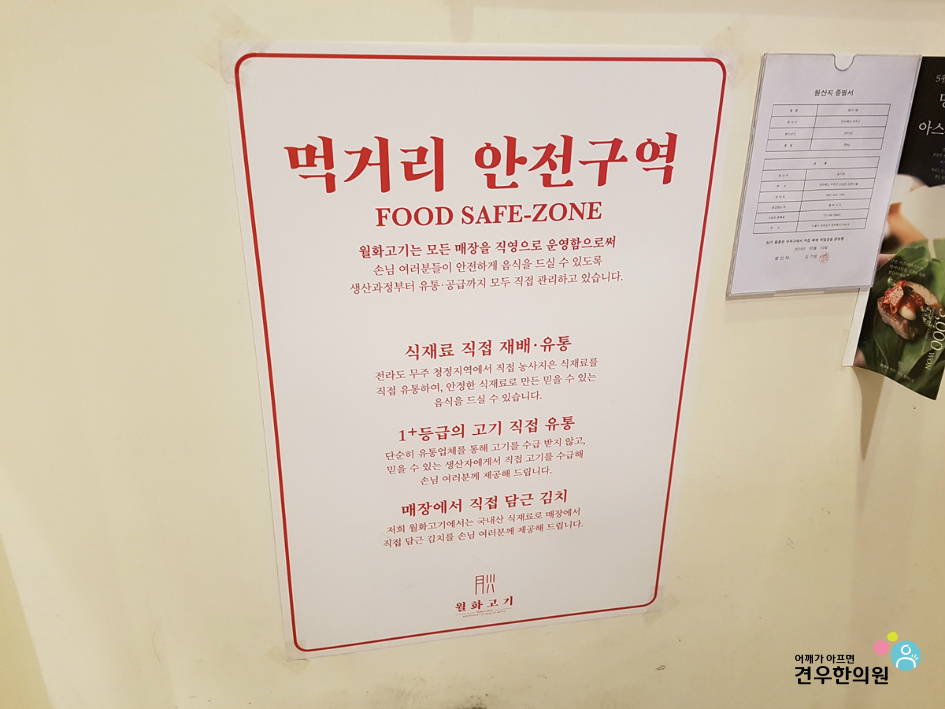 먹거리 안전구역
FOOD SAFE-ZONE
월화고기는 모든 매장을 직영으로 운영함으로써
손님 여러분들이 안전하게 음식을 드실 수 있도록
생산과정부터 유통·공급까지 모두 직접 관리하고 있습니다.
식재료 직접 재배·유통
전라도 무주 청정지역에서 직접 농사지은 식재료를
직접 유통하여, 안정한 식재료로 만든 믿을 수 있는
음식을 드실 수 있습니다.
1+등급의 고기 직접 유통
단순히 유통업체를 통해 고기를 수급 받지 않고,
믿을 수 있는 생산자에게서 직접 고기를 수급해
손님 여러분께 제공해 드립니다.
매장에서 직접 담근 김치
저희 월화고기에서는 국내산 식재료로 매장에서
직접 담근 김치를 손님 여러분께 제공해 드립니다.
월화고기
원산지 증명서
아스
WON
어깨가 아프면
견우한의원